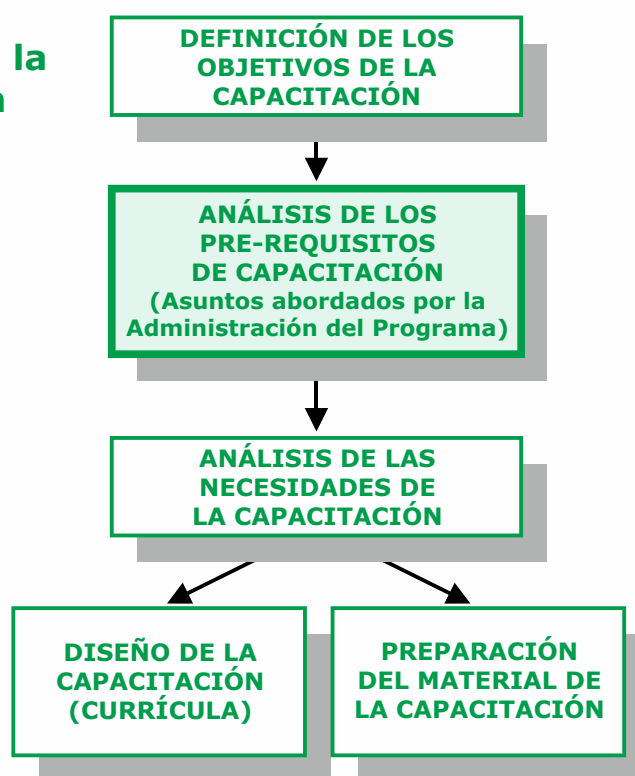 la
DEFINICIÓN DE LOS
OBJETIVOS DE LA
CAPACITACIÓN
ANÁLISIS DE LOS
PRE-REQUISITOS
DE CAPACITACIÓN
(Asuntos abordados por la
Administración del Programa)
ANÁLISIS DE LAS
NECESIDADES DE
LA CAPACITACIÓN
DISEÑO DE LA
CAPACITACIÓN
(CURRÍCULA)
PREPARACIÓN
DEL MATERIAL DE
LA CAPACITACIÓN